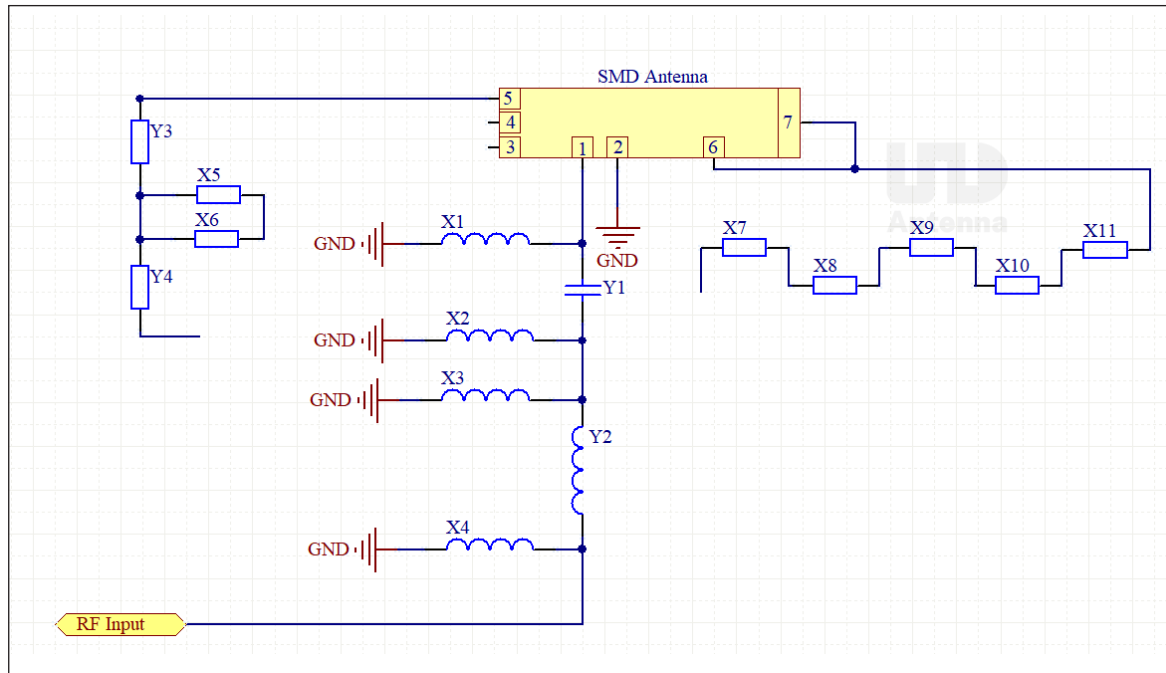 SMD Antenna
5
4
3
1
2
6
7
Y3
X5
X6
Y4
GND
X1
GND
Y1
GND
X2
GND
X3
Y2
GND
X4
RF Input
X7
X8
X9
X10
X11
Antenna